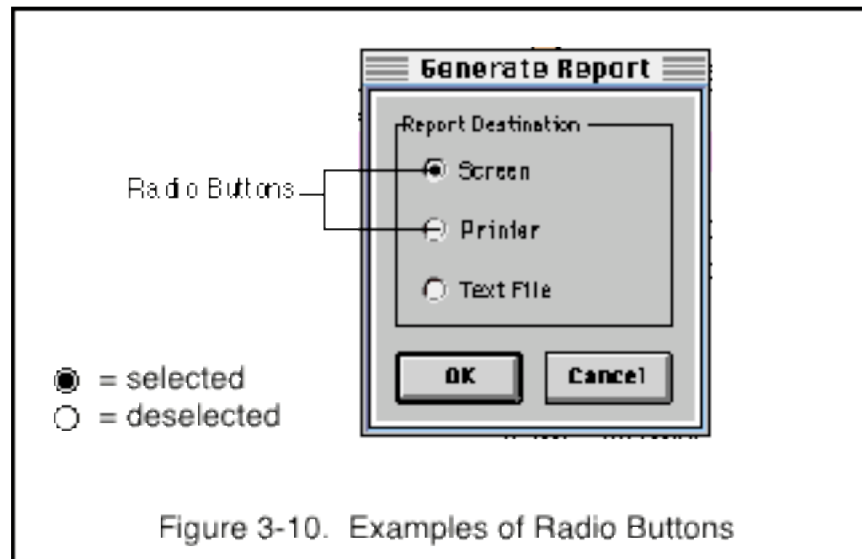 Generate Report
Report Destination
Screen
Radio Buttons
Printer
Text File
OK Cancel
= selected
= deselected
Figure 3-10. Examples of Radio Buttons